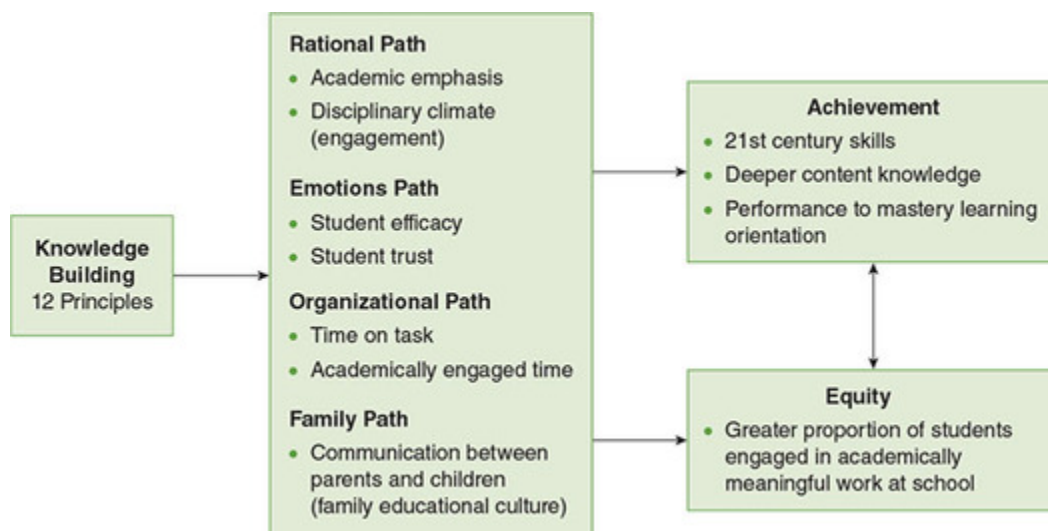 Knowledge
Building
12 Principles
Rational Path
• Academic emphasis
• Disciplinary climate
(engagement)
Emotions Path
• Student efficacy
• Student trust
Organizational Path
• Time on task
• Academically engaged time
Family Path
• Communication between
parents and children
(family educational culture)
Achievement
• 21st century skills
• Deeper content knowledge
• Performance to mastery learning
orientation
Equity
• Greater proportion of students
engaged in academically
meaningful work at school